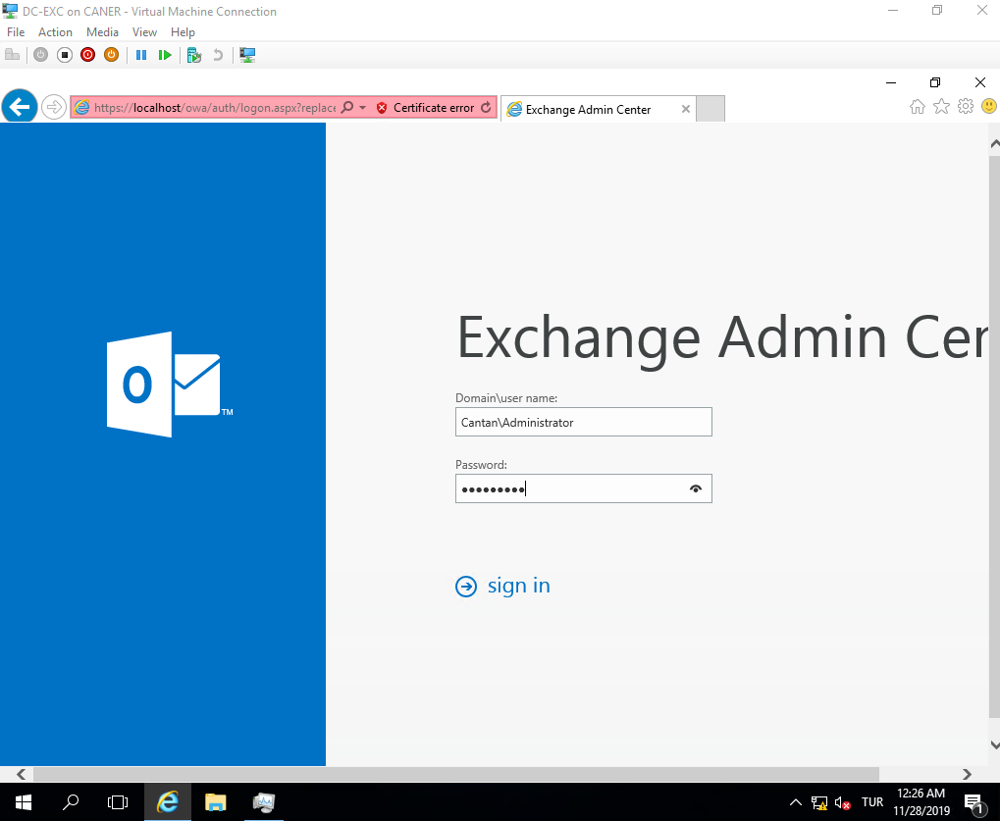 DC-EXC on CANER - Virtual Machine Connection
File Action Media View Help
https://localhost/owa/auth/logon.aspx?replac
Certificate error
Exchange Admin Center
Exchange Admin Cen
Domain\user name:
Cantan\Administrator
Password:
sign in
O
TM
TUR
12:26 AM
11/28/2019
1